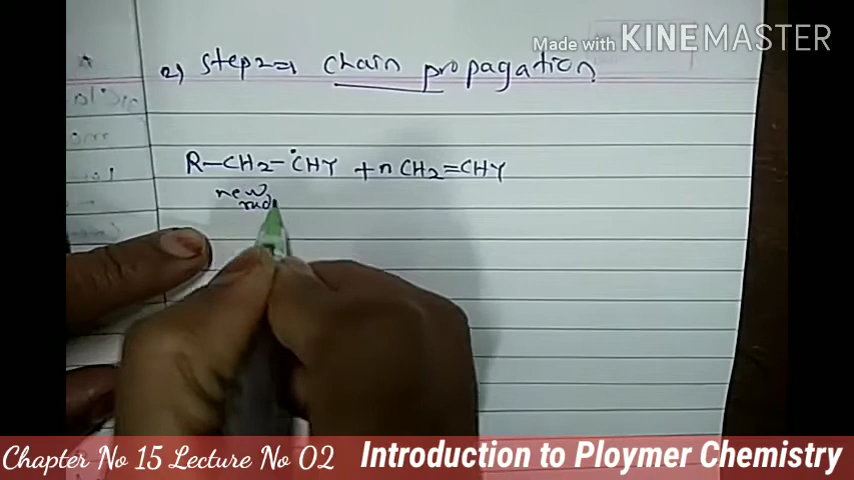 Made with KINEMASTER
2) Step 2 ⇒ chain propagation
R-CH2-ĊHY + n CH2=CHY
new
Chapter No 15 Lecture No 02 Introduction to Ploymer Chemistry